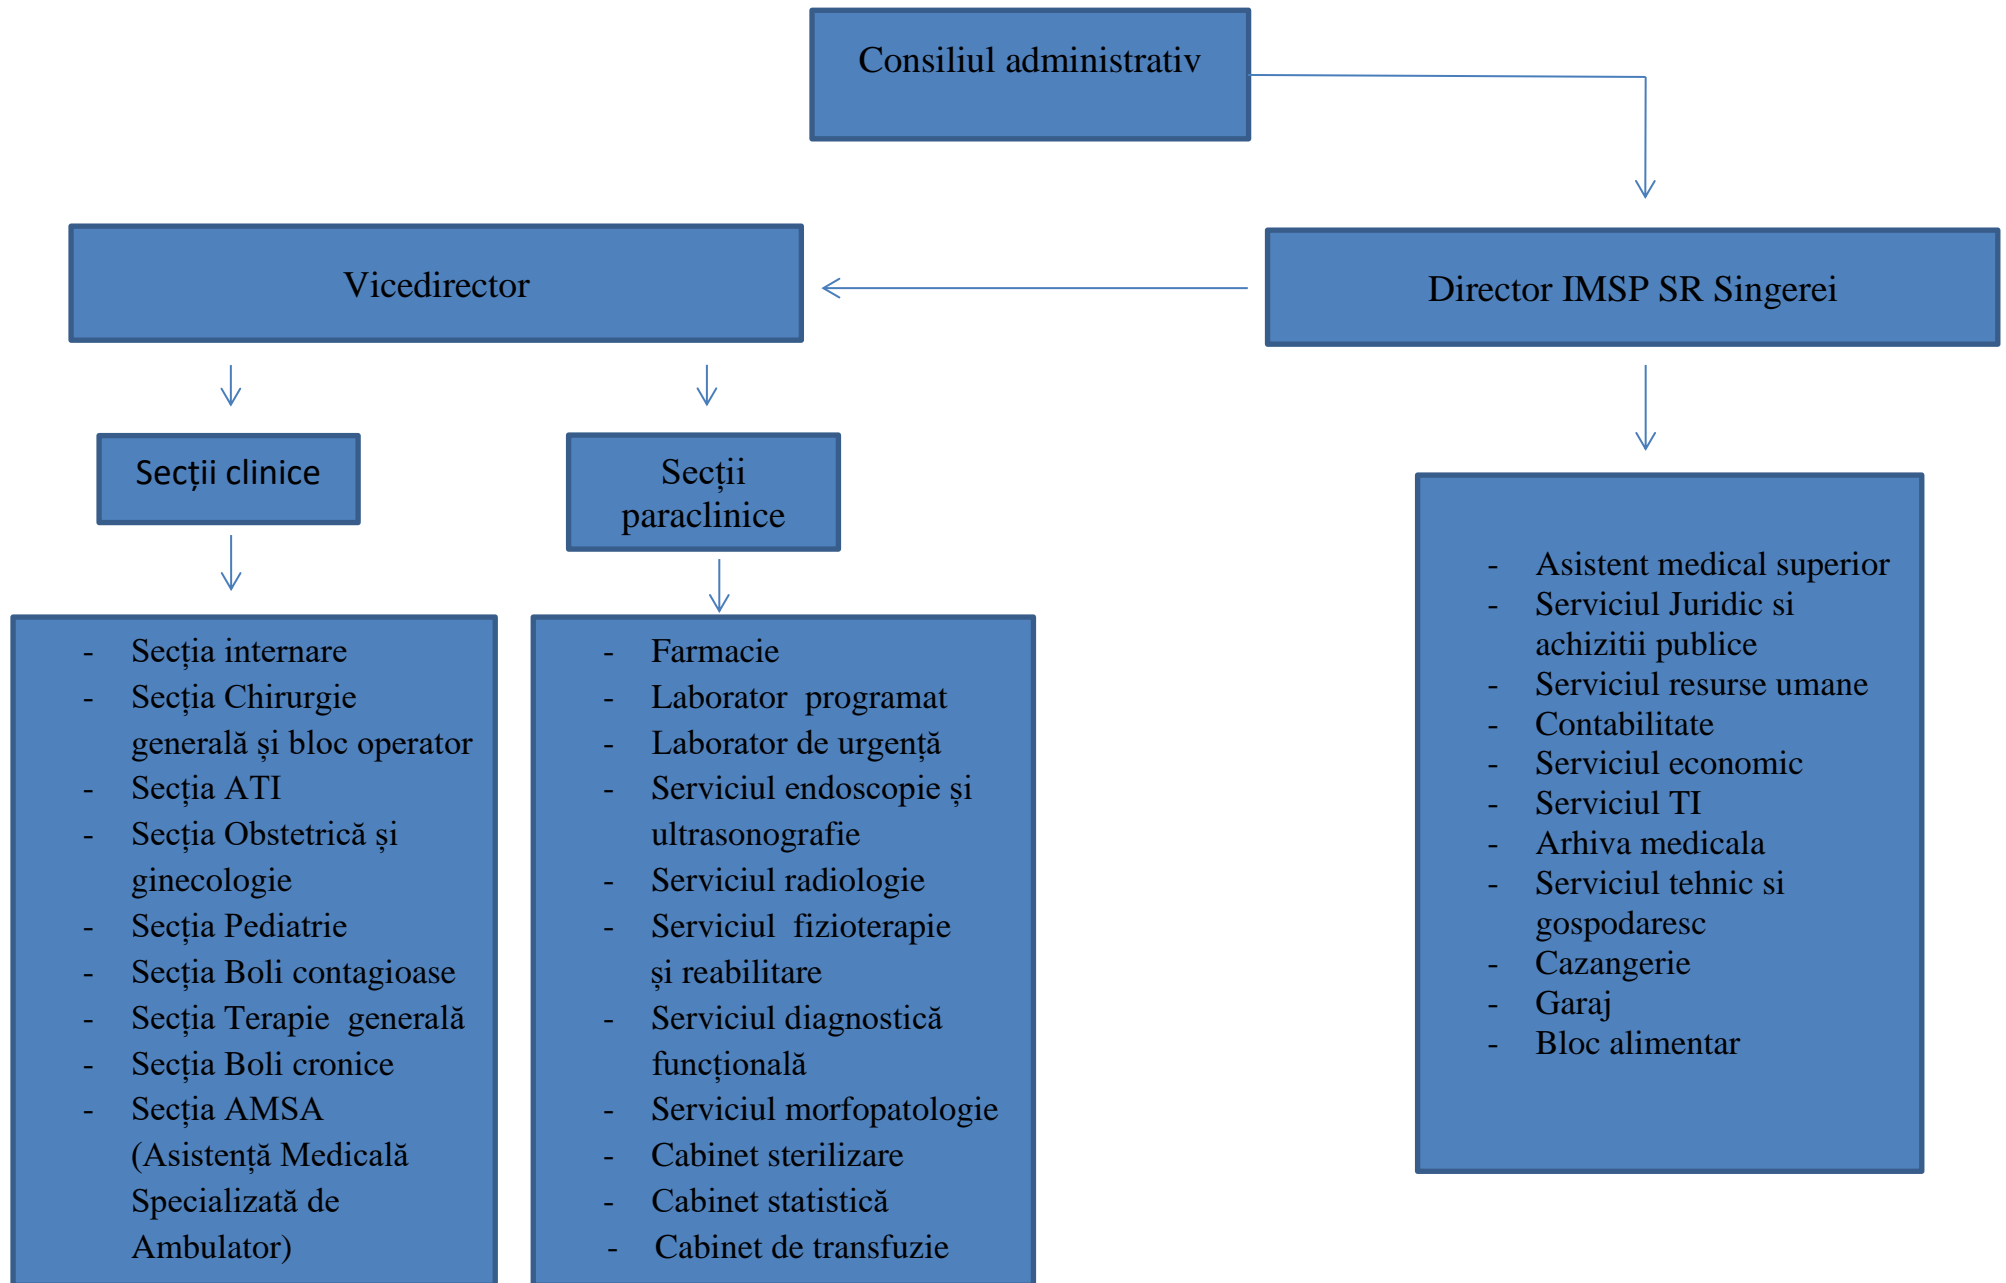 Consiliul administrativ
Vicedirector
Director IMSP SR Singerei
Secții clinice
Secții
paraclinice
- Secția internare
- Secția Chirurgie
generală și bloc operator
- Secția ATI
- Secția Obstetrică și
ginecologie
- Secția Pediatrie
- Secția Boli contagioase
- Secția Terapie generală
- Secția Boli cronice
- Secția AMSA
(Asistență Medicală
Specializată de
Ambulator)
- Farmacie
- Laborator programat
- Laborator de urgență
- Serviciul endoscopie și
ultrasonografie
- Serviciul radiologie
- Serviciul fizioterapie
și reabilitare
- Serviciul diagnostică
funcțională
- Serviciul morfopatologie
- Cabinet sterilizare
- Cabinet statistică
- Cabinet de transfuzie
- Asistent medical superior
- Serviciul Juridic si
achizitii publice
- Serviciul resurse umane
- Contabilitate
- Serviciul economic
- Serviciul TI
- Arhiva medicala
- Serviciul tehnic si
gospodaresc
- Cazangerie
- Garaj
- Bloc alimentar